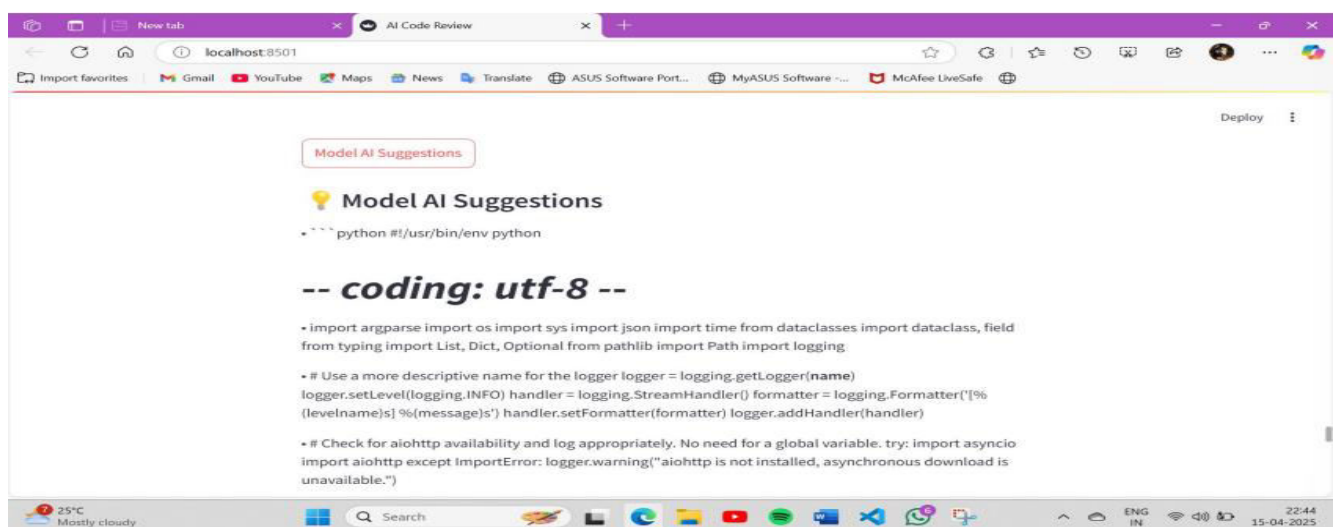 New tab
AI Code Review
localhost:8501
Import favorites
Gmail
YouTube
Maps
News
Translate
ASUS Software Port...
MyASUS Software -...
McAfee LiveSafe
Deploy
Model AI Suggestions
💡 Model AI Suggestions
• ```python #!/usr/bin/env python
-- coding: utf-8 --
• import argparse import os import sys import json import time from dataclasses import dataclass, field
from typing import List, Dict, Optional from pathlib import Path import logging
• # Use a more descriptive name for the logger logger = logging.getLogger(name)
logger.setLevel(logging.INFO) handler = logging.StreamHandler() formatter = logging.Formatter('[%
(levelname)s] %(message)s') handler.setFormatter(formatter) logger.addHandler(handler)
• # Check for aiohttp availability and log appropriately. No need for a global variable. try: import asyncio
import aiohttp except ImportError: logger.warning("aiohttp is not installed, asynchronous download is
unavailable.")
25°C
Mostly cloudy
Search
ENG
IN
22:44
15-04-2025